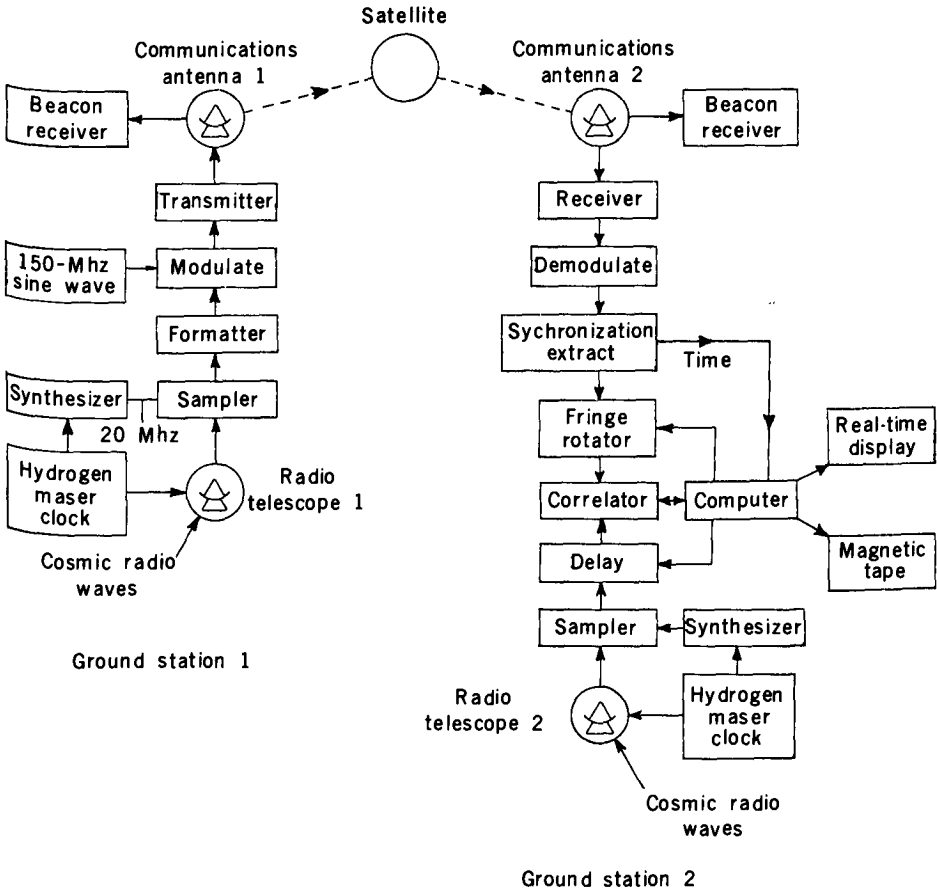 Satellite
Communications
antenna 1
Communications
antenna 2
Beacon
receiver
Beacon
receiver
Transmitter
Receiver
150-Mhz
sine wave
Modulate
Demodulate
Formatter
Sychronization
extract
Time
Synthesizer
Sampler
20 Mhz
Fringe
rotator
Real-time
display
Hydrogen
maser
clock
Radio
telescope 1
Correlator
Computer
Cosmic radio
waves
Delay
Magnetic
tape
Sampler
Synthesizer
Ground station 1
Radio
telescope 2
Hydrogen
maser
clock
Cosmic radio
waves
Ground station 2